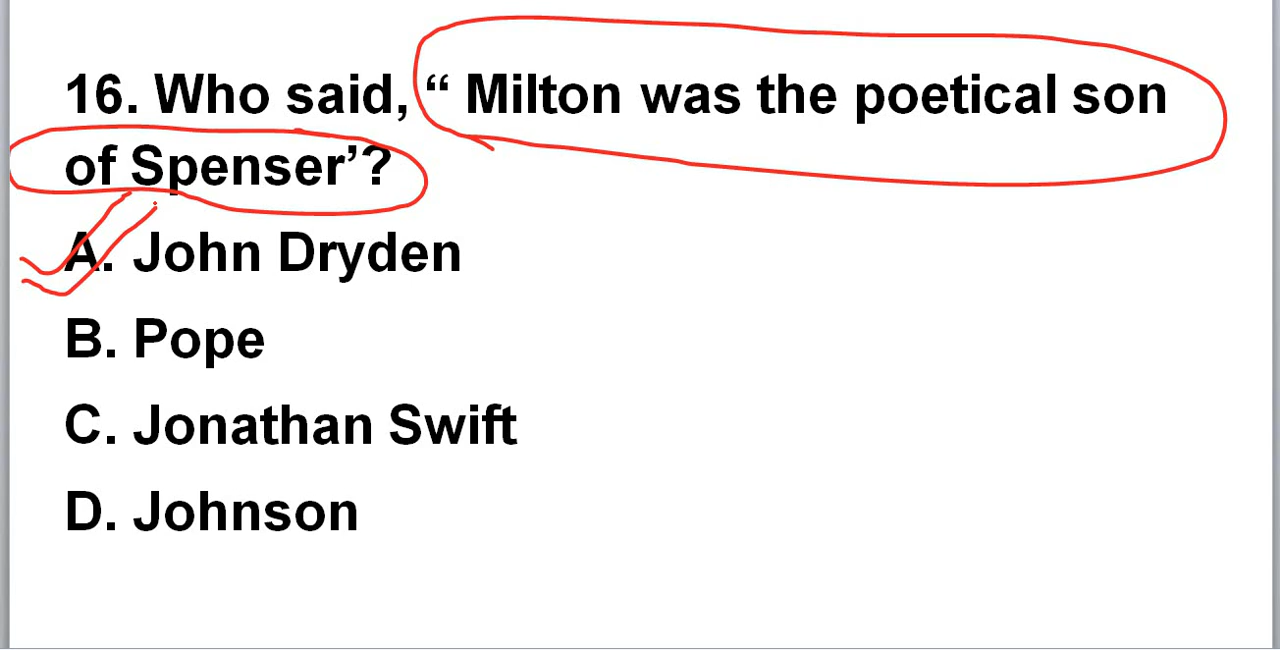 16. Who said, “ Milton was the poetical son
of Spenser’?
A. John Dryden
B. Pope
C. Jonathan Swift
D. Johnson